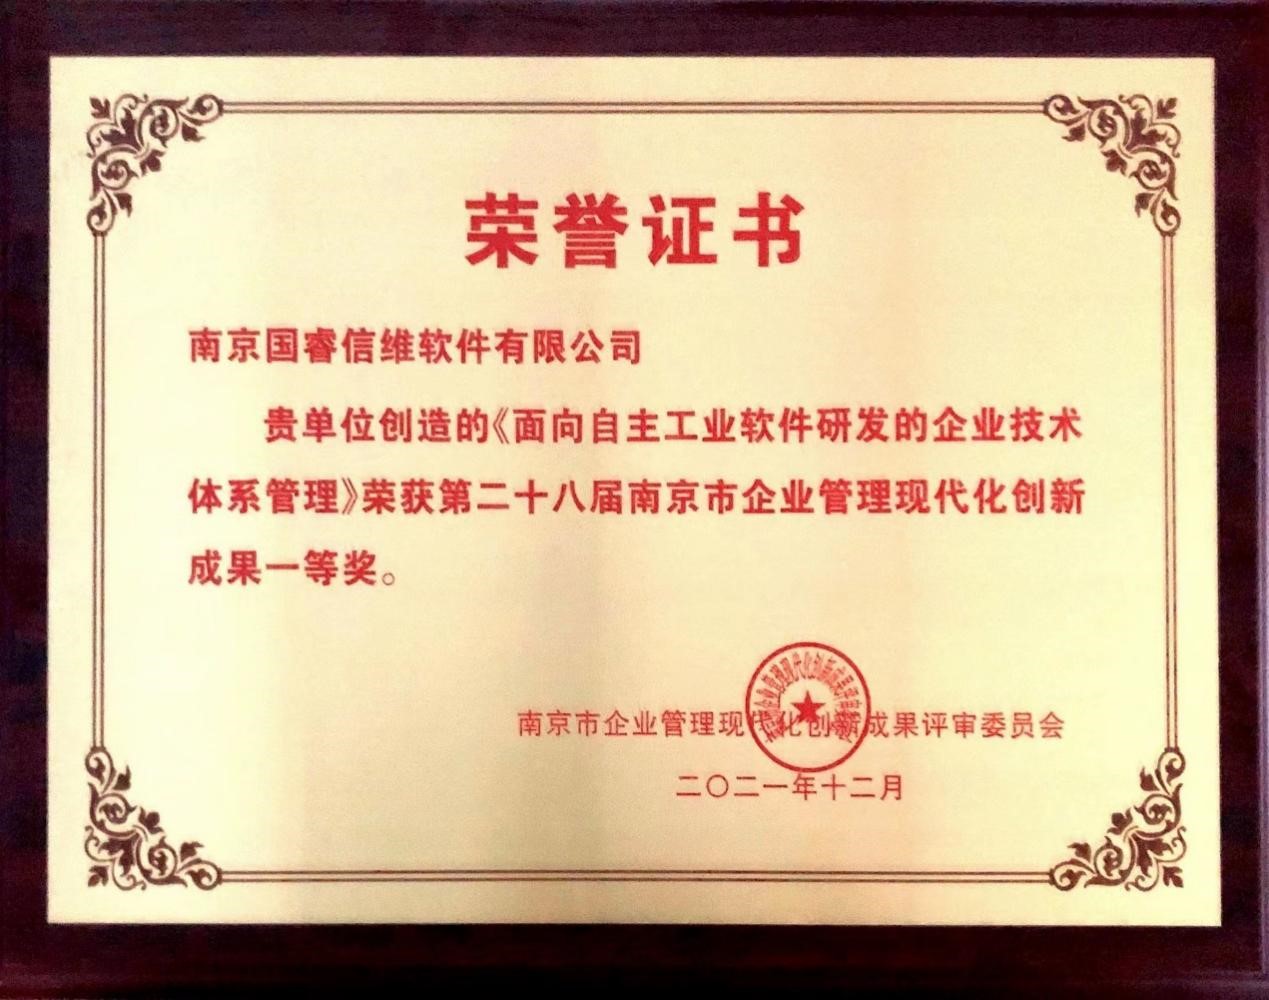 荣誉证书
南京国睿信维软件有限公司
贵单位创造的《面向自主工业软件研发的企业技术
体系管理》荣获第二十八届南京市企业管理现代化创新
成果一等奖。
南京市企业管理现代化创新成果评审委员会
二〇二一年十二月